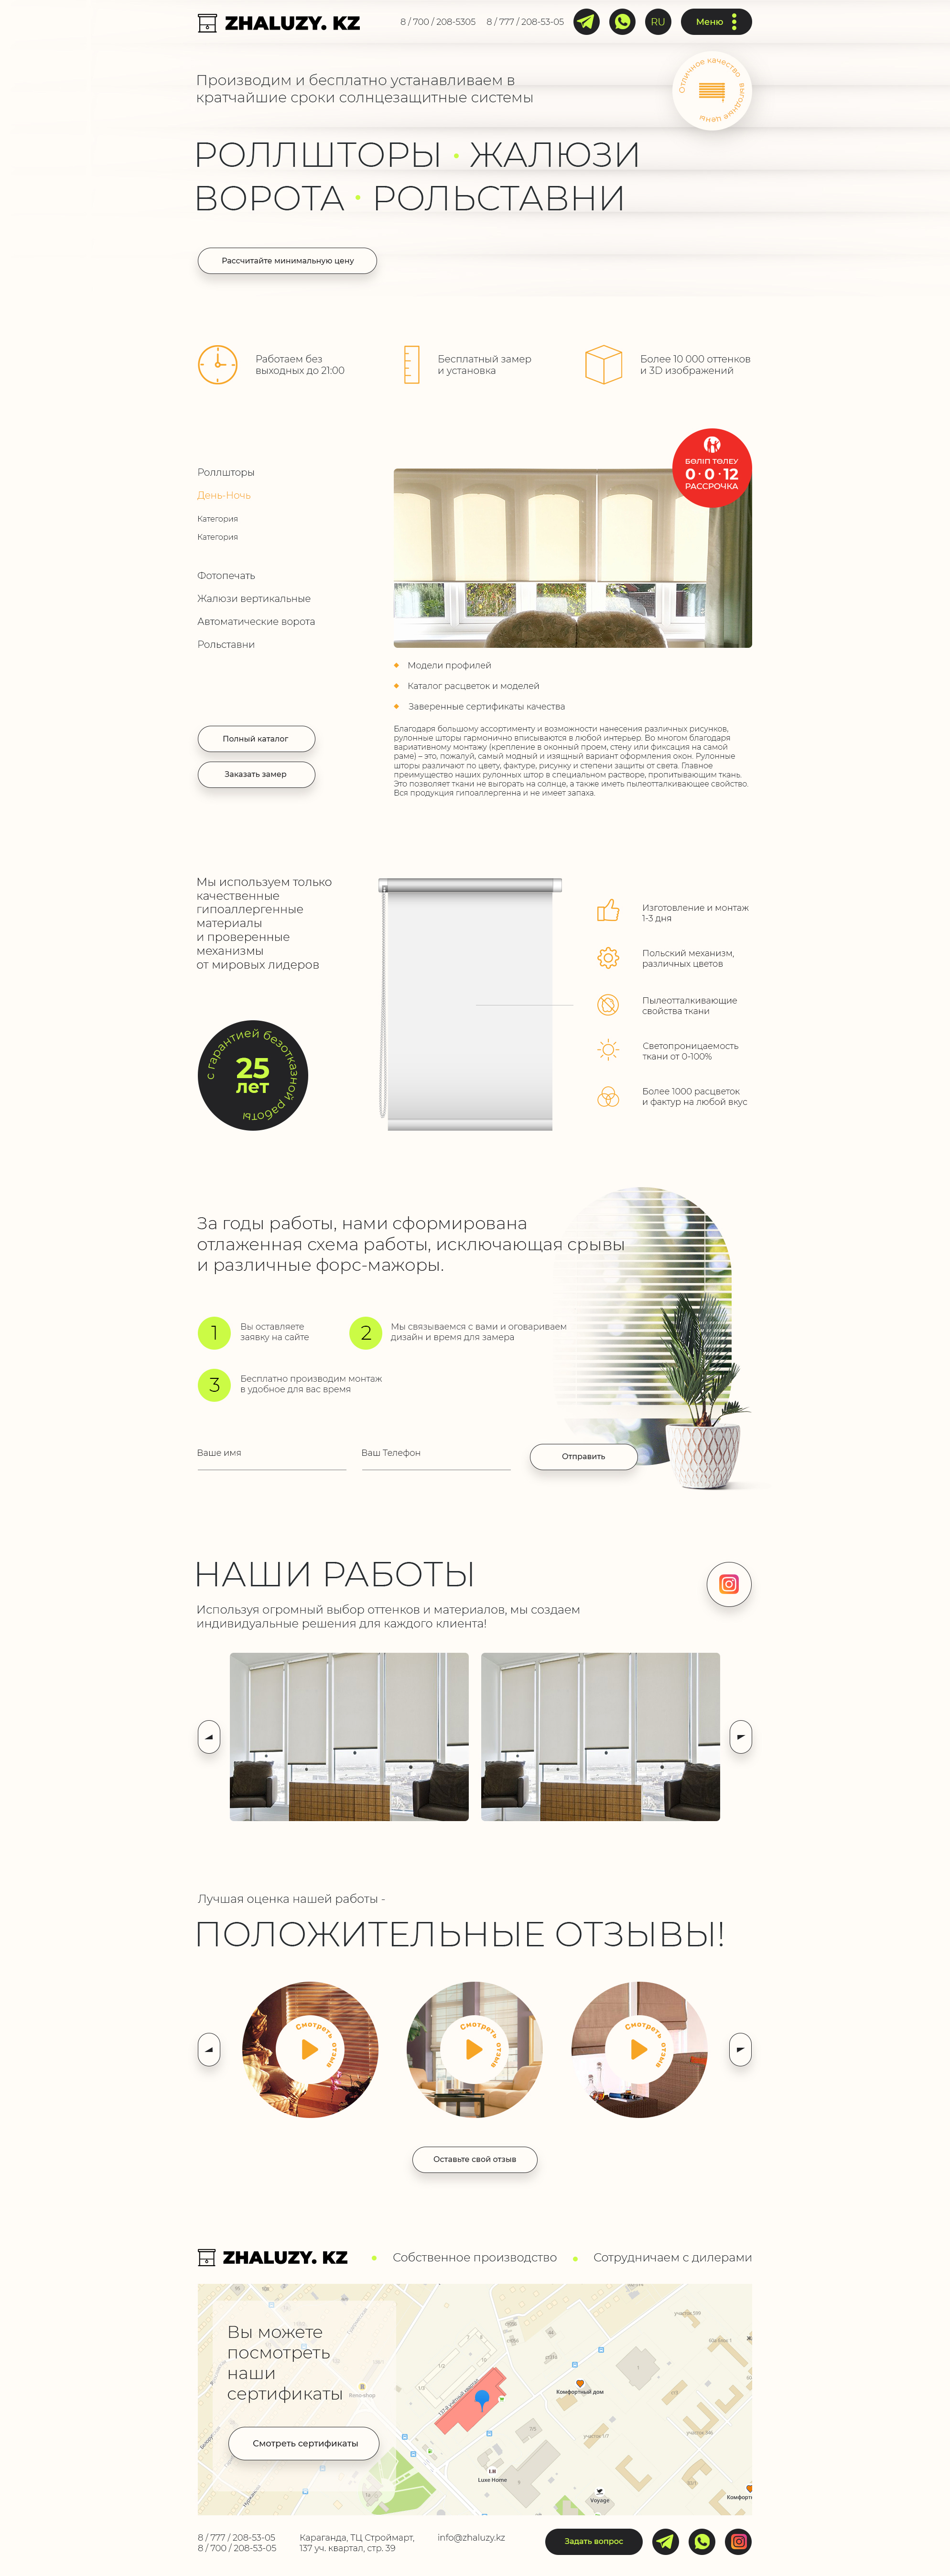 ZHALUZY. KZ
8 / 700 / 208-5305
8 / 777 / 208-53-05
RU
Меню
Производим и бесплатно устанавливаем в
кратчайшие сроки солнцезащитные системы
Отличное качество выгодные цены
РОЛЛШТОРЫ · ЖАЛЮЗИ
ВОРОТА · РОЛЬСТАВНИ
Рассчитайте минимальную цену
Работаем без
выходных до 21:00
Бесплатный замер
и установка
Более 10 000 оттенков
и 3D изображений
Роллшторы
День-Ночь
Категория
Категория
Фотопечать
Жалюзи вертикальные
Автоматические ворота
Рольставни
Полный каталог
Заказать замер
БӨЛІП ТӨЛЕУ
0 · 0 · 12
РАССРОЧКА
Модели профилей
Каталог расцветок и моделей
Заверенные сертификаты качества
Благодаря большому ассортименту и возможности нанесения различных рисунков,
рулонные шторы гармонично вписываются в любой интерьер. Во многом благодаря
вариативному монтажу (крепление в оконный проем, стену или фиксация на самой
раме) – это, пожалуй, самый модный и изящный вариант оформления окон. Рулонные
шторы различают по цвету, фактуре, рисунку и степени защиты от света. Главное
преимущество наших рулонных штор в специальном растворе, пропитывающим ткань.
Это позволяет ткани не выгорать на солнце, а также иметь пылеотталкивающее свойство.
Вся продукция гипоаллергенна и не имеет запаха.
Мы используем только
качественные
гипоаллергенные
материалы
и проверенные
механизмы
от мировых лидеров
с гарантией безотказной работы
25
лет
Изготовление и монтаж
1-3 дня
Польский механизм,
различных цветов
Пылеотталкивающие
свойства ткани
Светопроницаемость
ткани от 0-100%
Более 1000 расцветок
и фактур на любой вкус
За годы работы, нами сформирована
отлаженная схема работы, исключающая срывы
и различные форс-мажоры.
1
Вы оставляете
заявку на сайте
2
Мы связываемся с вами и оговариваем
дизайн и время для замера
3
Бесплатно производим монтаж
в удобное для вас время
Ваше имя
Ваш Телефон
Отправить
НАШИ РАБОТЫ
Используя огромный выбор оттенков и материалов, мы создаем
индивидуальные решения для каждого клиента!
Лучшая оценка нашей работы -
ПОЛОЖИТЕЛЬНЫЕ ОТЗЫВЫ!
Смотреть отзыв
Смотреть отзыв
Смотреть отзыв
Оставьте свой отзыв
ZHALUZY. KZ
Собственное производство
Сотрудничаем с дилерами
Вы можете
посмотреть
наши
сертификаты
Смотреть сертификаты
Reno-shop
137-й учётный квартал
Комфортный дом
Luxe Home
Voyage
8 / 777 / 208-53-05
8 / 700 / 208-53-05
Караганда, ТЦ Строймарт,
137 уч. квартал, стр. 39
info@zhaluzy.kz
Задать вопрос